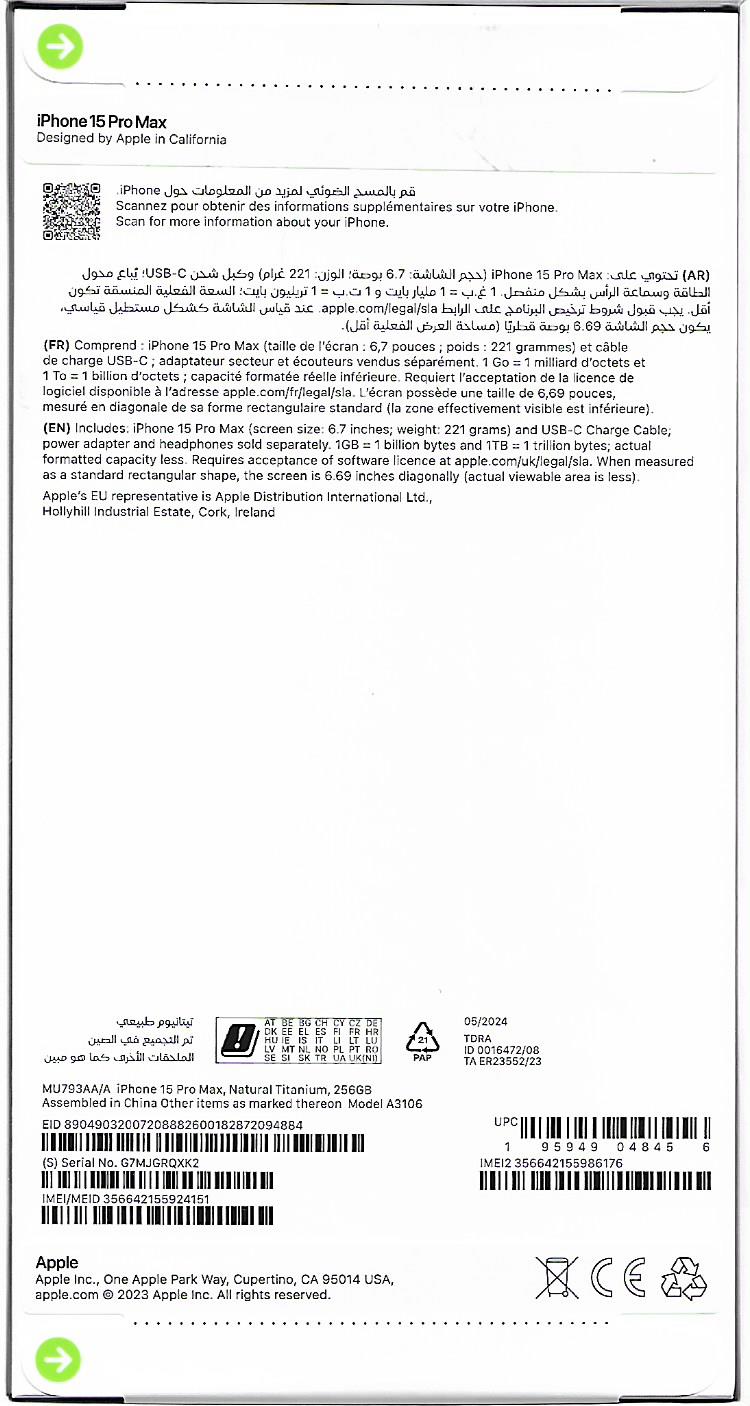 iPhone 15 Pro Max
Designed by Apple in California
قم بالمسح الضوئي لمزيد من المعلومات حول iPhone.
Scannez pour obtenir des informations supplémentaires sur votre iPhone.
Scan for more information about your iPhone.
(AR) تحتوي على: iPhone 15 Pro Max (حجم الشاشة: 6.7 بوصة؛ الوزن: 221 غرام) وكبل شحن USB-C؛ يُباع محول
الطاقة وسماعة الرأس بشكل منفصل. 1 غ.ب = 1 مليار بايت و 1 ت.ب = 1 تريليون بايت؛ السعة الفعلية المنسقة تكون
أقل. يجب قبول شروط ترخيص البرنامج على الرابط apple.com/legal/sla. عند قياس الشاشة كشكل مستطيل قياسي،
يكون حجم الشاشة 6.69 بوصة قطريًا (مساحة العرض الفعلية أقل).
(FR) Comprend : iPhone 15 Pro Max (taille de l'écran : 6,7 pouces ; poids : 221 grammes) et câble
de charge USB-C ; adaptateur secteur et écouteurs vendus séparément. 1 Go = 1 milliard d'octets et
1 To = 1 billion d'octets ; capacité formatée réelle inférieure. Requiert l'acceptation de la licence de
logiciel disponible à l'adresse apple.com/fr/legal/sla. L'écran possède une taille de 6,69 pouces,
mesuré en diagonale de sa forme rectangulaire standard (la zone effectivement visible est inférieure).
(EN) Includes: iPhone 15 Pro Max (screen size: 6.7 inches; weight: 221 grams) and USB-C Charge Cable;
power adapter and headphones sold separately. 1GB = 1 billion bytes and 1TB = 1 trillion bytes; actual
formatted capacity less. Requires acceptance of software licence at apple.com/uk/legal/sla. When measured
as a standard rectangular shape, the screen is 6.69 inches diagonally (actual viewable area is less).
Apple's EU representative is Apple Distribution International Ltd.,
Hollyhill Industrial Estate, Cork, Ireland
تيتانيوم طبيعي
تم التجميع في الصين
الملحقات الأخرى كما هو مبين
AT BE BG CH CY CZ DE
DK EE EL ES FI FR HR
HU IE IS IT LI LT LU
LV MT NL NO PL PT RO
SE SI SK TR UA UK(NI)
21
PAP
05/2024
TDRA
ID 0016472/08
TA ER23552/23
MU793AA/A iPhone 15 Pro Max, Natural Titanium, 256GB
Assembled in China Other items as marked thereon Model A3106
EID 89049032007208882600182872094884
(S) Serial No. G7MJGRQXK2
IMEI/MEID 356642155924151
UPC
1 95949 04845 6
IMEI2 356642155986176
Apple
Apple Inc., One Apple Park Way, Cupertino, CA 95014 USA,
apple.com © 2023 Apple Inc. All rights reserved.
CE